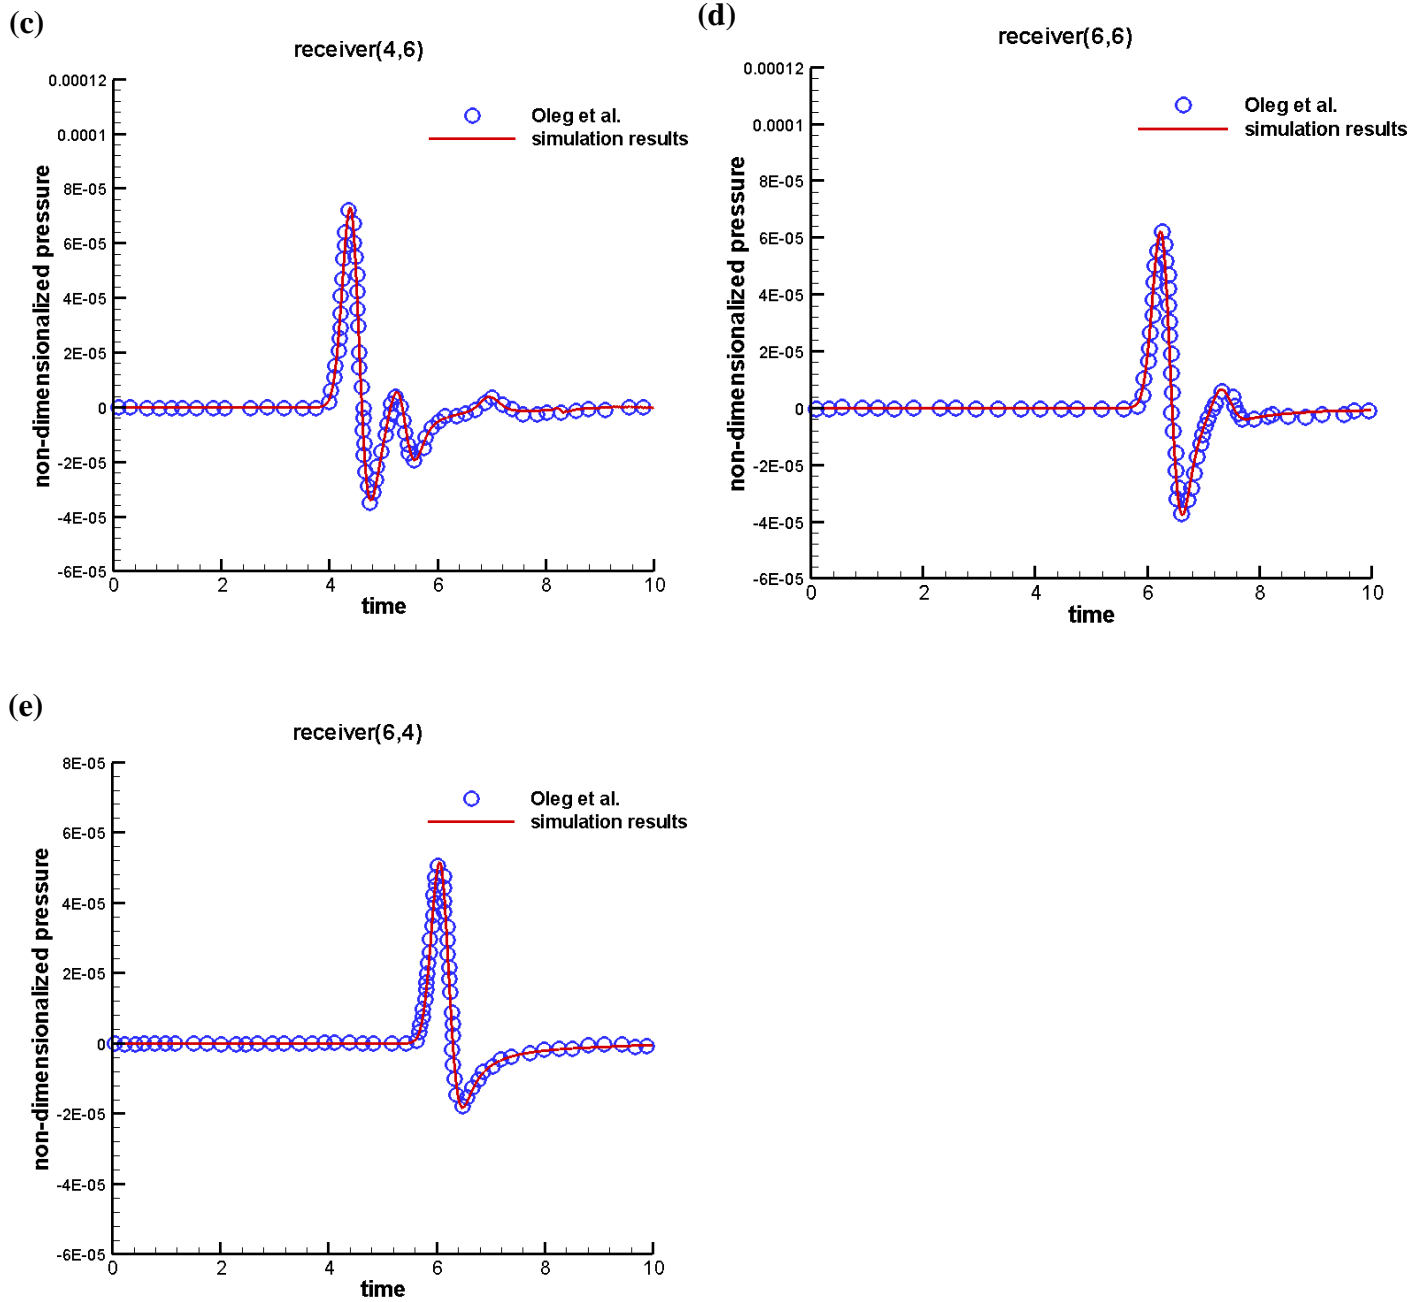 (c)
receiver(4,6)
0.00012
0.0001
8E-05
6E-05
4E-05
2E-05
0
-2E-05
-4E-05
-6E-05
non-dimensionalized pressure
Oleg et al.
simulation results
0 2 4 6 8 10
time
(d)
receiver(6,6)
0.00012
0.0001
8E-05
6E-05
4E-05
2E-05
0
-2E-05
-4E-05
-6E-05
non-dimensionalized pressure
Oleg et al.
simulation results
0 2 4 6 8 10
time
(e)
receiver(6,4)
8E-05
6E-05
4E-05
2E-05
0
-2E-05
-4E-05
-6E-05
non-dimensionalized pressure
Oleg et al.
simulation results
0 2 4 6 8 10
time